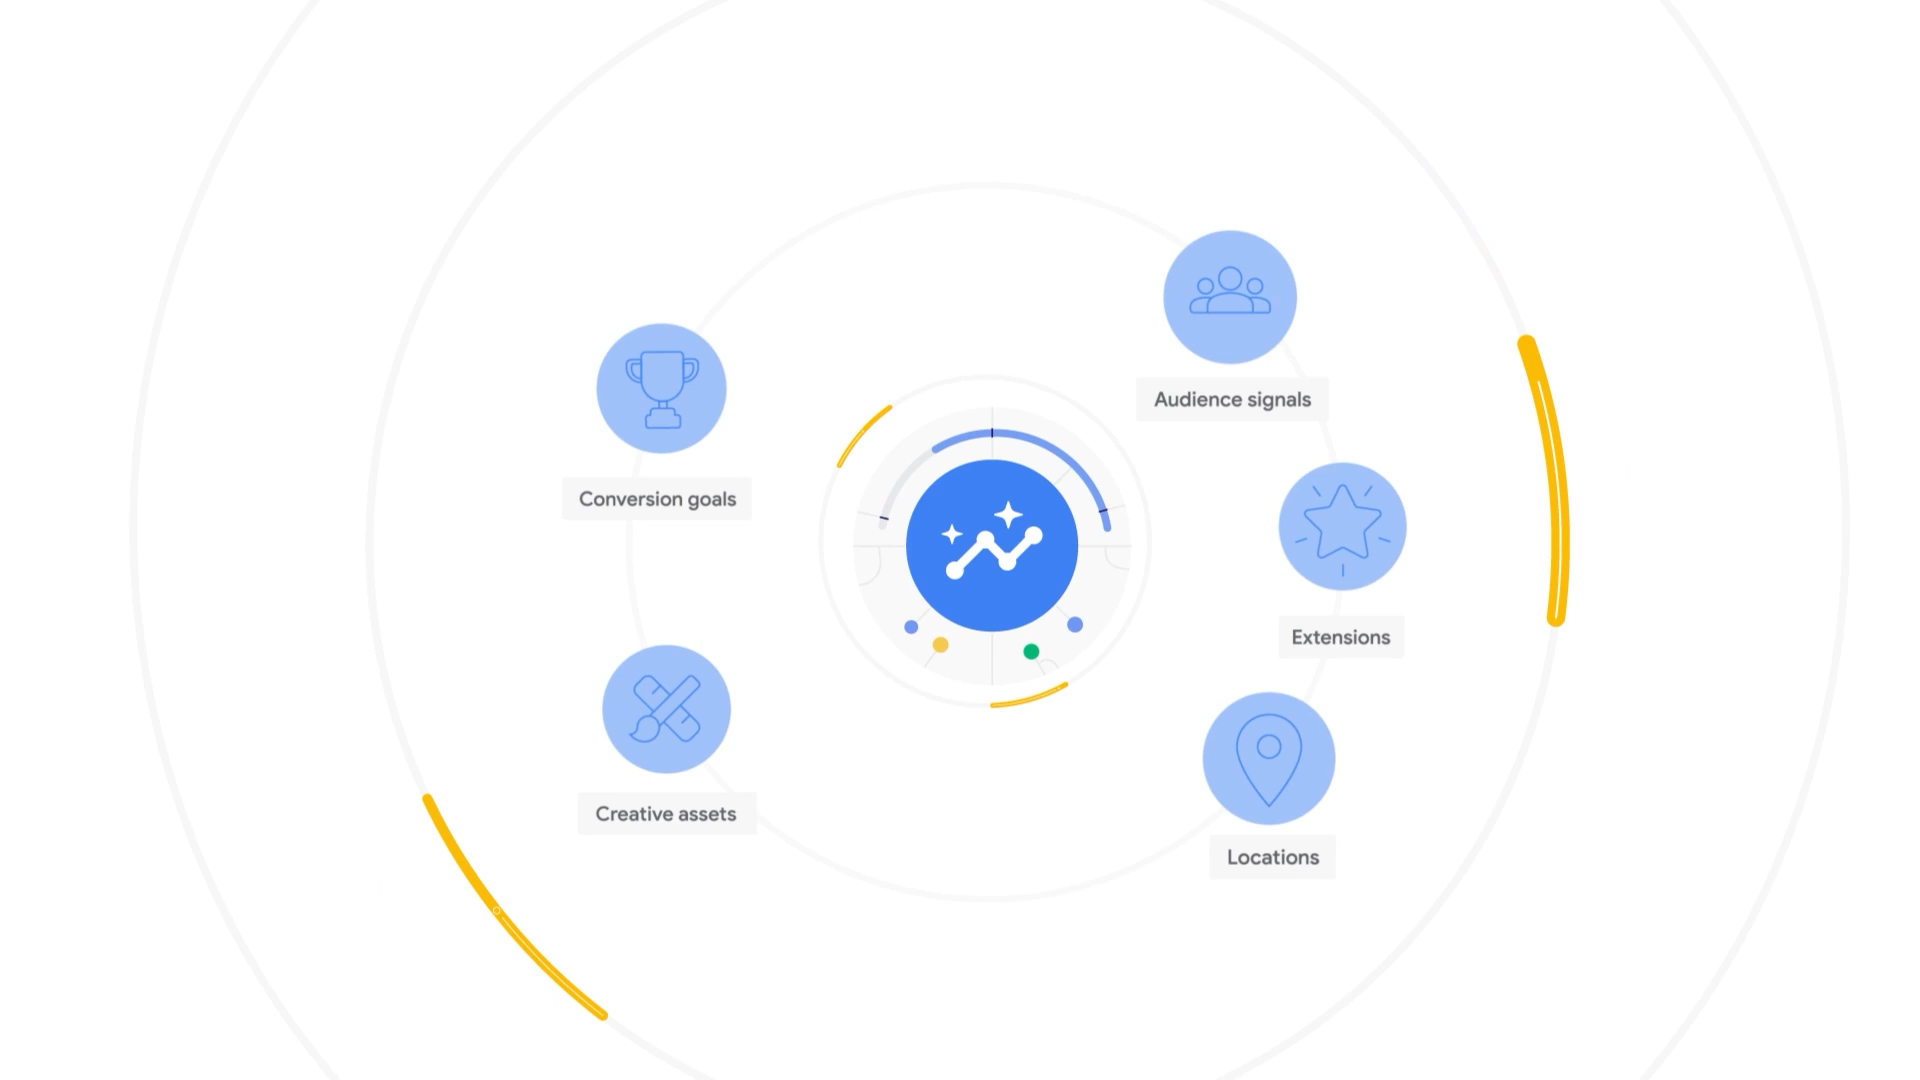 Audience signals
Conversion goals
Extensions
Creative assets
Locations